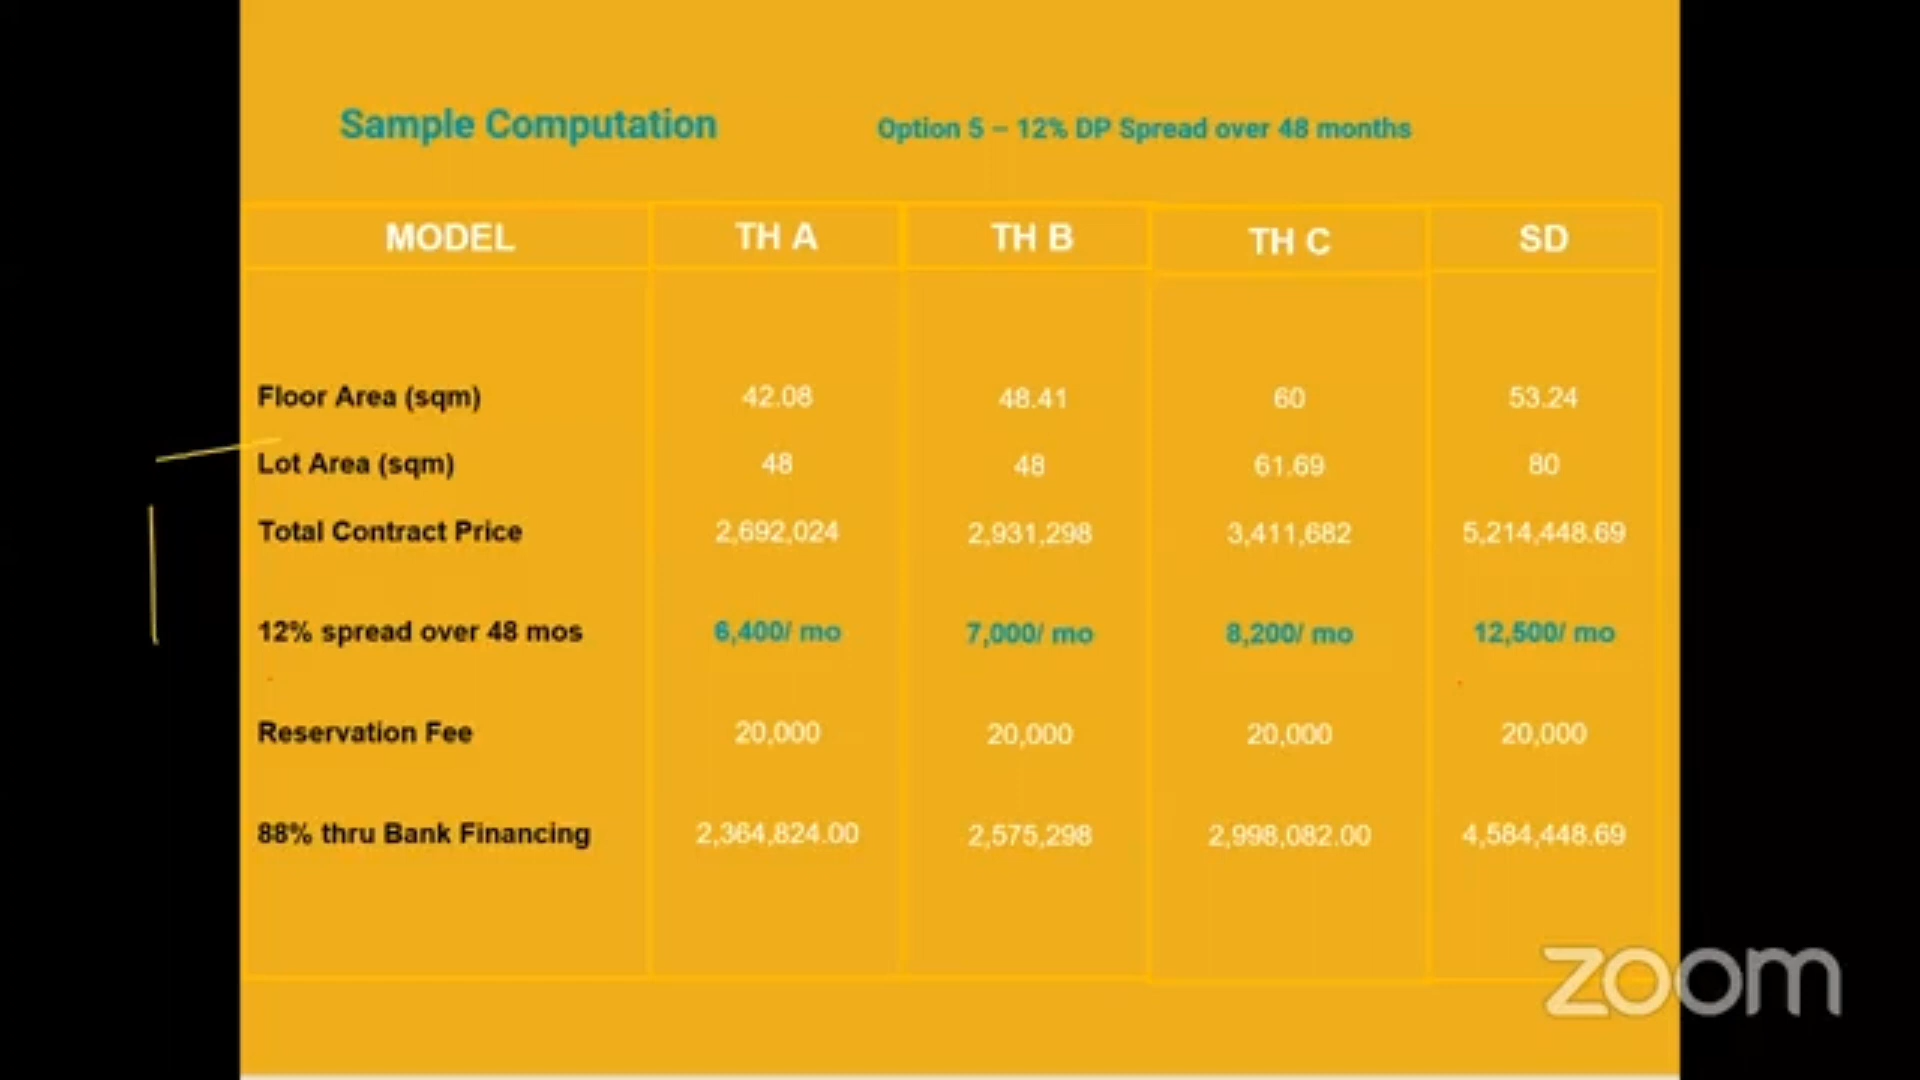 Sample Computation
Option 5 – 12% DP Spread over 48 months
MODEL TH A TH B TH C SD
Floor Area (sqm) 42.08 48.41 60 53.24
Lot Area (sqm) 48 48 61.69 80
Total Contract Price 2,692,024 2,931,298 3,411,682 5,214,448.69
12% spread over 48 mos 6,400/ mo 7,000/ mo 8,200/ mo 12,500/ mo
Reservation Fee 20,000 20,000 20,000 20,000
88% thru Bank Financing 2,364,824.00 2,575,298 2,998,082.00 4,584,448.69
zoom